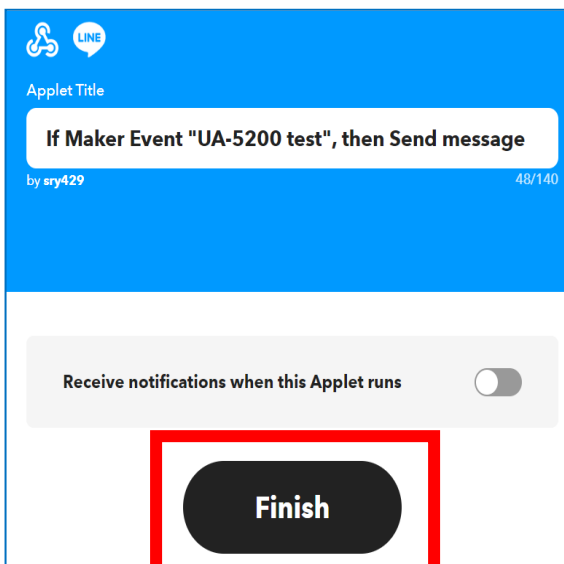 LINE
Applet Title
If Maker Event "UA-5200 test", then Send message
by sry429
48/140
Receive notifications when this Applet runs
Finish